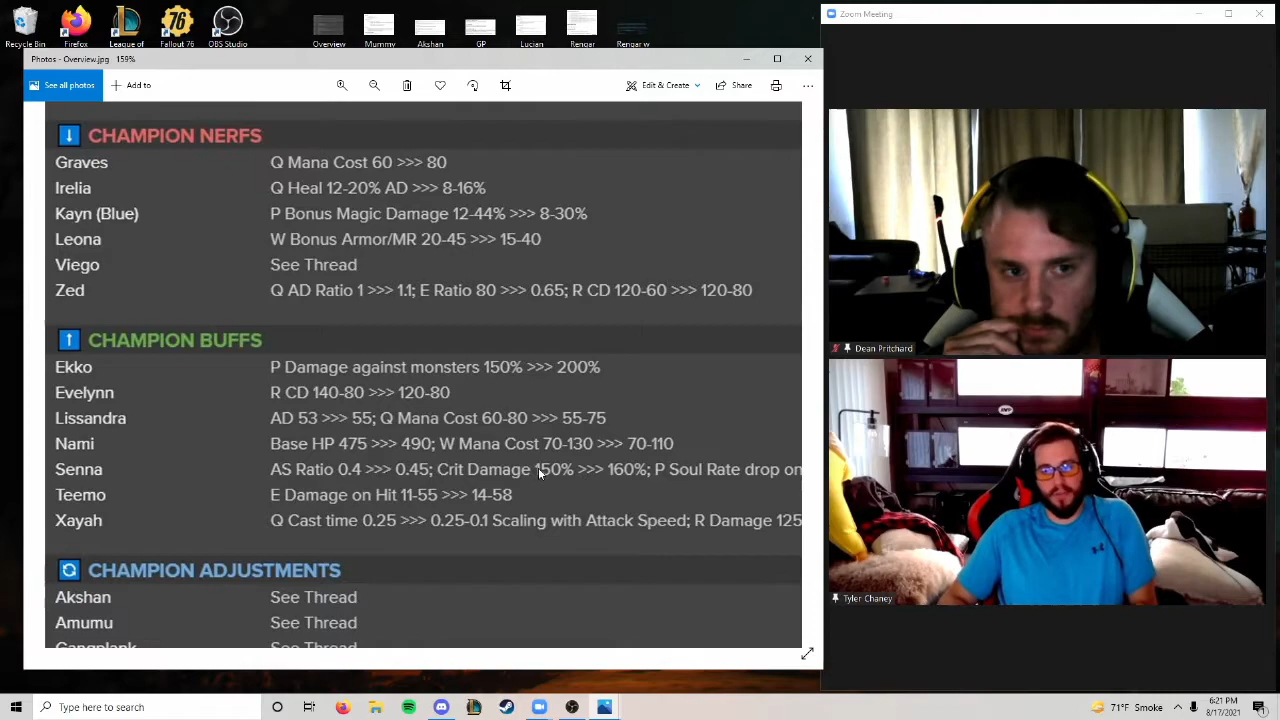 Recycle Bin
Firefox
League of
Fallout 76
OBS Studio
Overview
Mummy
Akshan
GP
Lucian
Rengar
Rengar w
Photos - Overview.jpg 159%
See all photos
Add to
Edit & Create
Share
CHAMPION NERFS
Graves Q Mana Cost 60 >>> 80
Irelia Q Heal 12-20% AD >>> 8-16%
Kayn (Blue) P Bonus Magic Damage 12-44% >>> 8-30%
Leona W Bonus Armor/MR 20-45 >>> 15-40
Viego See Thread
Zed Q AD Ratio 1 >>> 1.1; E Ratio 80 >>> 0.65; R CD 120-60 >>> 120-80
CHAMPION BUFFS
Ekko P Damage against monsters 150% >>> 200%
Evelynn R CD 140-80 >>> 120-80
Lissandra AD 53 >>> 55; Q Mana Cost 60-80 >>> 55-75
Nami Base HP 475 >>> 490; W Mana Cost 70-130 >>> 70-110
Senna AS Ratio 0.4 >>> 0.45; Crit Damage 150% >>> 160%; P Soul Rate drop on
Teemo E Damage on Hit 11-55 >>> 14-58
Xayah Q Cast time 0.25 >>> 0.25-0.1 Scaling with Attack Speed; R Damage 125
CHAMPION ADJUSTMENTS
Akshan See Thread
Amumu See Thread
Gangplank See Thread
Zoom Meeting
Dean Pritchard
Tyler Chaney
Type here to search
71°F Smoke
6:21 PM
8/17/2021